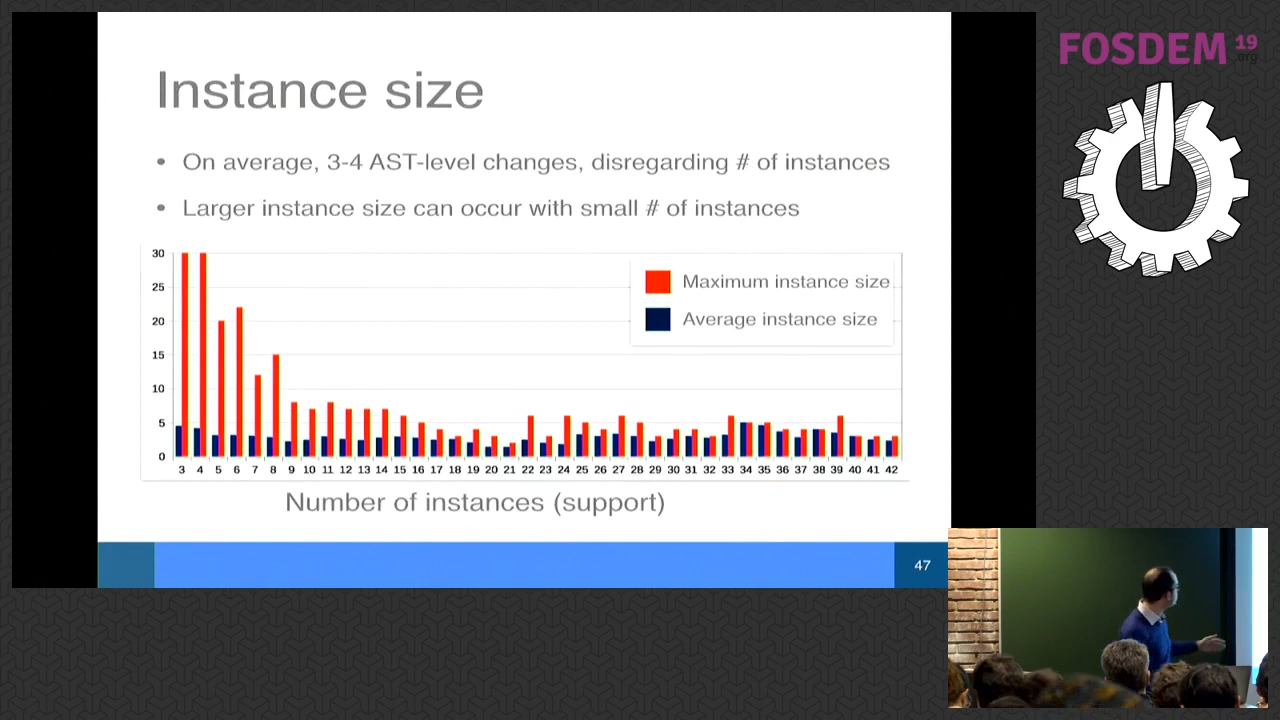 FOSDEM 19
.org
Instance size
• On average, 3-4 AST-level changes, disregarding # of instances
• Larger instance size can occur with small # of instances
30
25
20
15
10
5
0
Maximum instance size
Average instance size
3 4 5 6 7 8 9 10 11 12 13 14 15 16 17 18 19 20 21 22 23 24 25 26 27 28 29 30 31 32 33 34 35 36 37 38 39 40 41 42
Number of instances (support)
47